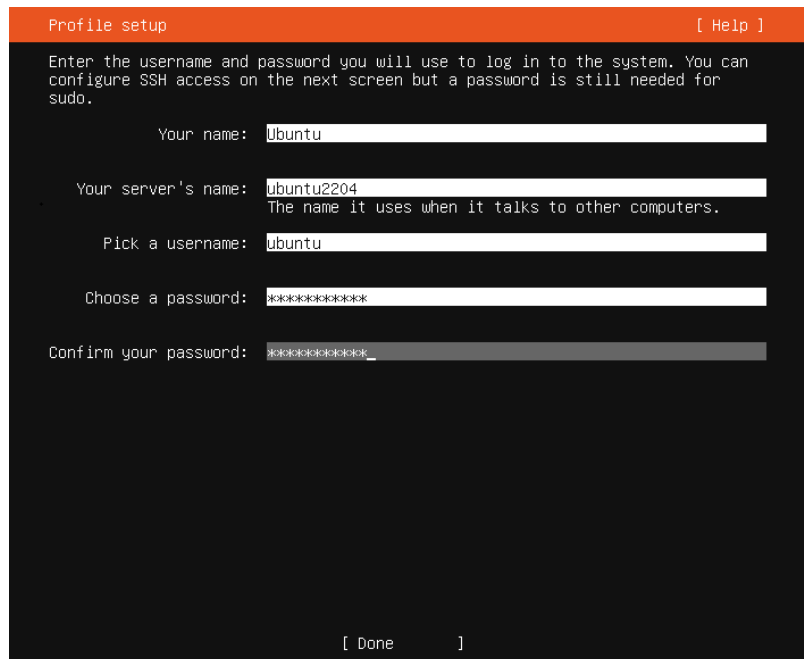 Profile setup [ Help ]
Enter the username and password you will use to log in to the system. You can
configure SSH access on the next screen but a password is still needed for
sudo.
Your name: Ubuntu
Your server's name: ubuntu2204
The name it uses when it talks to other computers.
Pick a username: ubuntu
Choose a password: ***********
Confirm your password: ***********_
[ Done ]